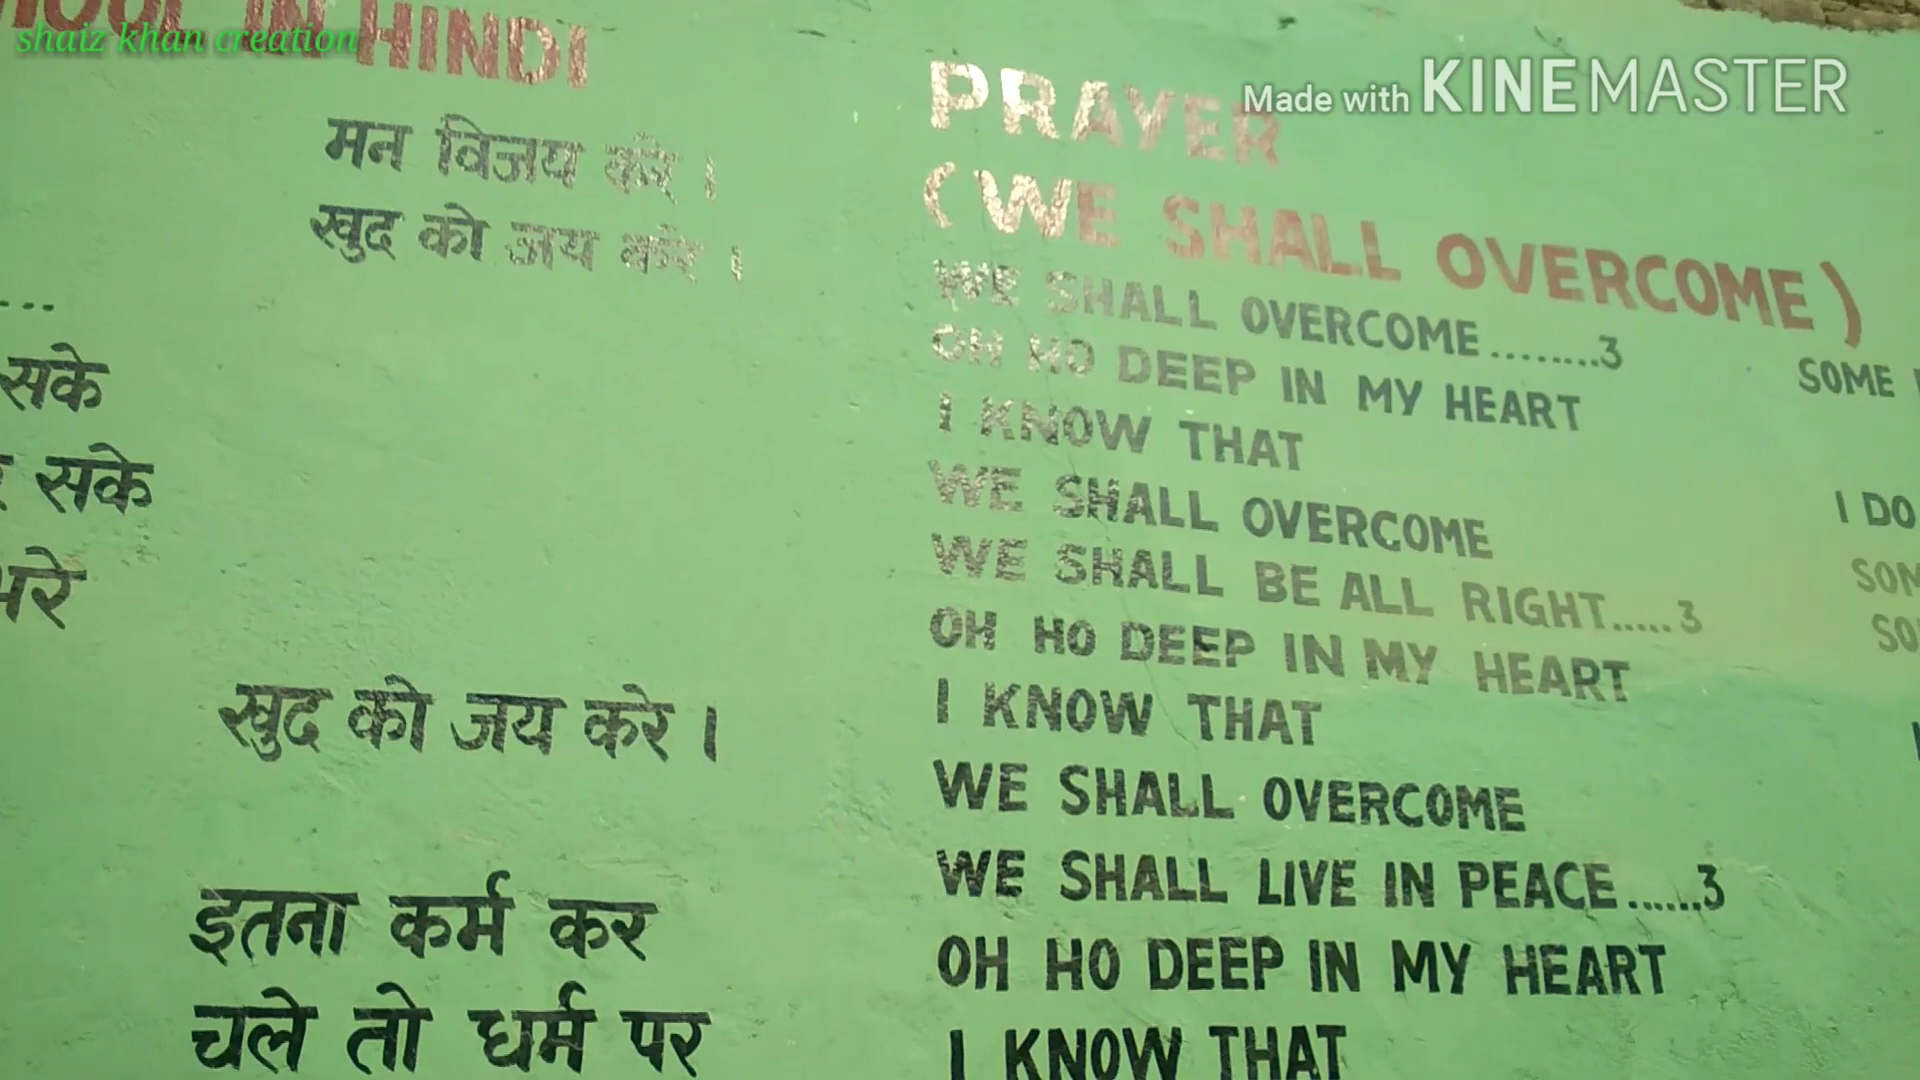 shaiz khan creation
Made with KINEMASTER
IN HINDI
मन विजय करे ।
खुद को जय करे ।
...
सके
सके
खुद को जय करे ।
इतना कर्म कर
चले तो धर्म पर
PRAYER
(WE SHALL OVERCOME)
WE SHALL OVERCOME........3
OH HO DEEP IN MY HEART
I KNOW THAT
WE SHALL OVERCOME
WE SHALL BE ALL RIGHT.....3
OH HO DEEP IN MY HEART
I KNOW THAT
WE SHALL OVERCOME
WE SHALL LIVE IN PEACE......3
OH HO DEEP IN MY HEART
I KNOW THAT
SOME
I DO